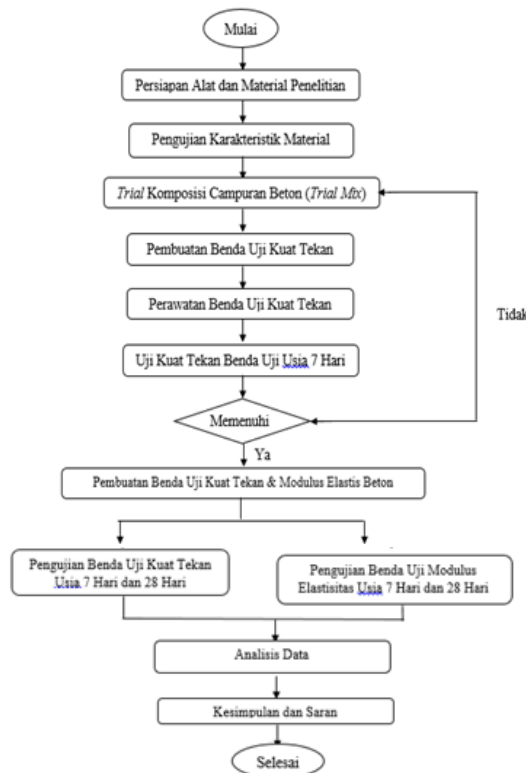 Mulai
Persiapan Alat dan Material Penelitian
Pengujian Karakteristik Material
Trial Komposisi Campuran Beton (Trial Mix)
Pembuatan Benda Uji Kuat Tekan
Perawatan Benda Uji Kuat Tekan
Tidak
Uji Kuat Tekan Benda Uji Usia 7 Hari
Memenuhi
Ya
Pembuatan Benda Uji Kuat Tekan & Modulus Elastis Beton
Pengujian Benda Uji Kuat Tekan
Usia 7 Hari dan 28 Hari
Pengujian Benda Uji Modulus
Elastisitas Usia 7 Hari dan 28 Hari
Analisis Data
Kesimpulan dan Saran
Selesai